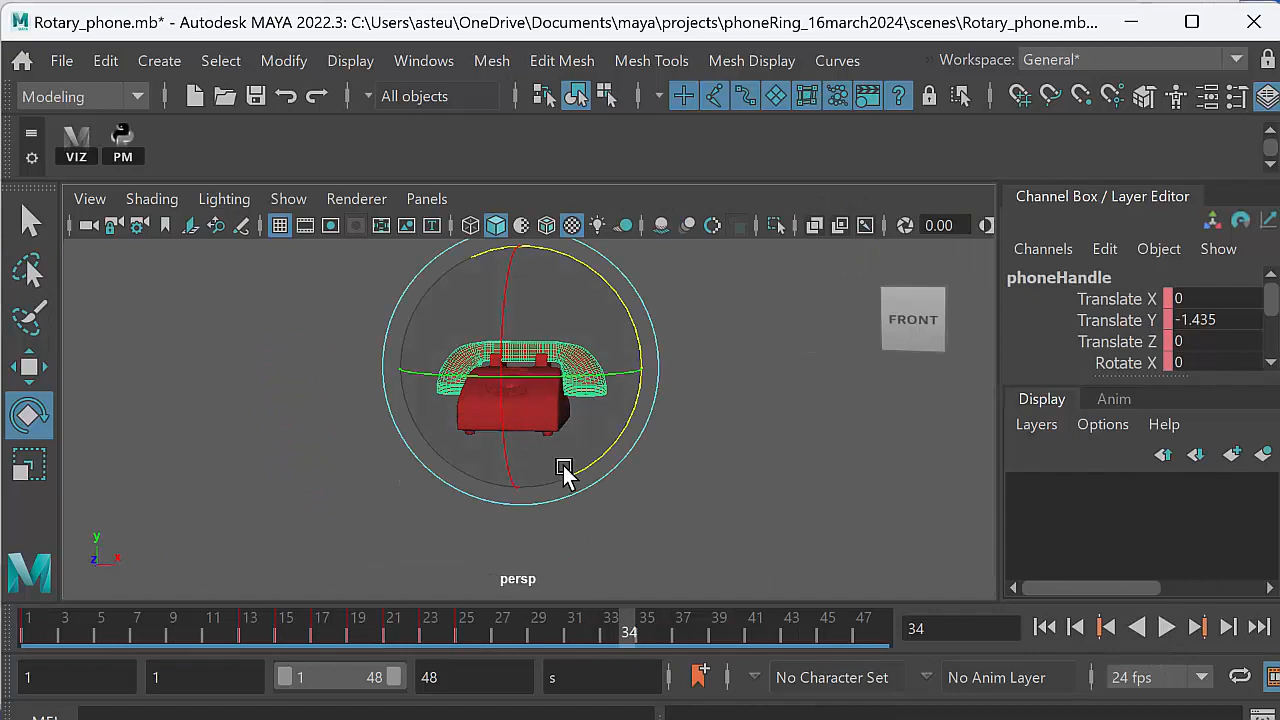 Rotary_phone.mb* - Autodesk MAYA 2022.3: C:\Users\asteu\OneDrive\Documents\maya\projects\phoneRing_16march2024\scenes\Rotary_phone.mb...
File Edit Create Select Modify Display Windows Mesh Edit Mesh Mesh Tools Mesh Display Curves Workspace: General*
Modeling All objects
VIZ PM
View Shading Lighting Show Renderer Panels
0.00
FRONT
persp
y
z x
Channel Box / Layer Editor
Channels Edit Object Show
phoneHandle
Translate X 0
Translate Y -1.435
Translate Z 0
Rotate X 0
Display Anim
Layers Options Help
1 3 5 7 9 11 13 15 17 19 21 23 25 27 29 31 33 35 37 39 41 43 45 47
34
34
1 1 1 48 48 s No Character Set No Anim Layer 24 fps